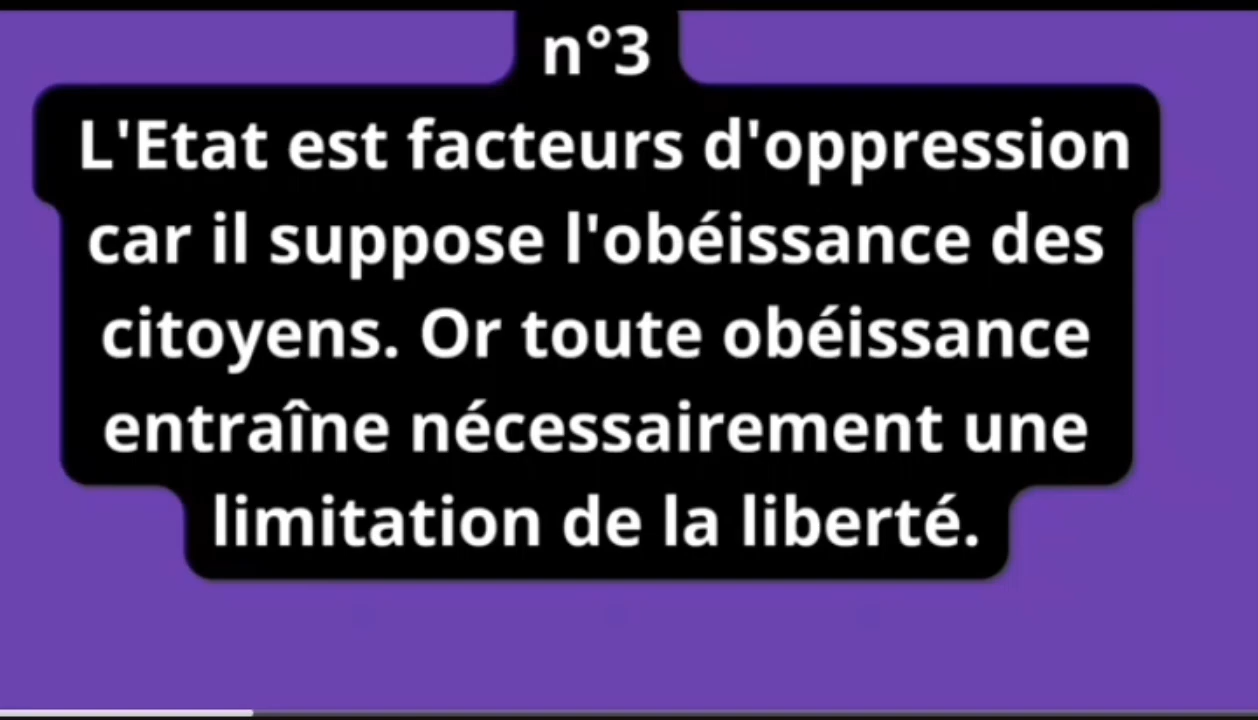 n°3
L'Etat est facteurs d'oppression
car il suppose l'obéissance des
citoyens. Or toute obéissance
entraîne nécessairement une
limitation de la liberté.